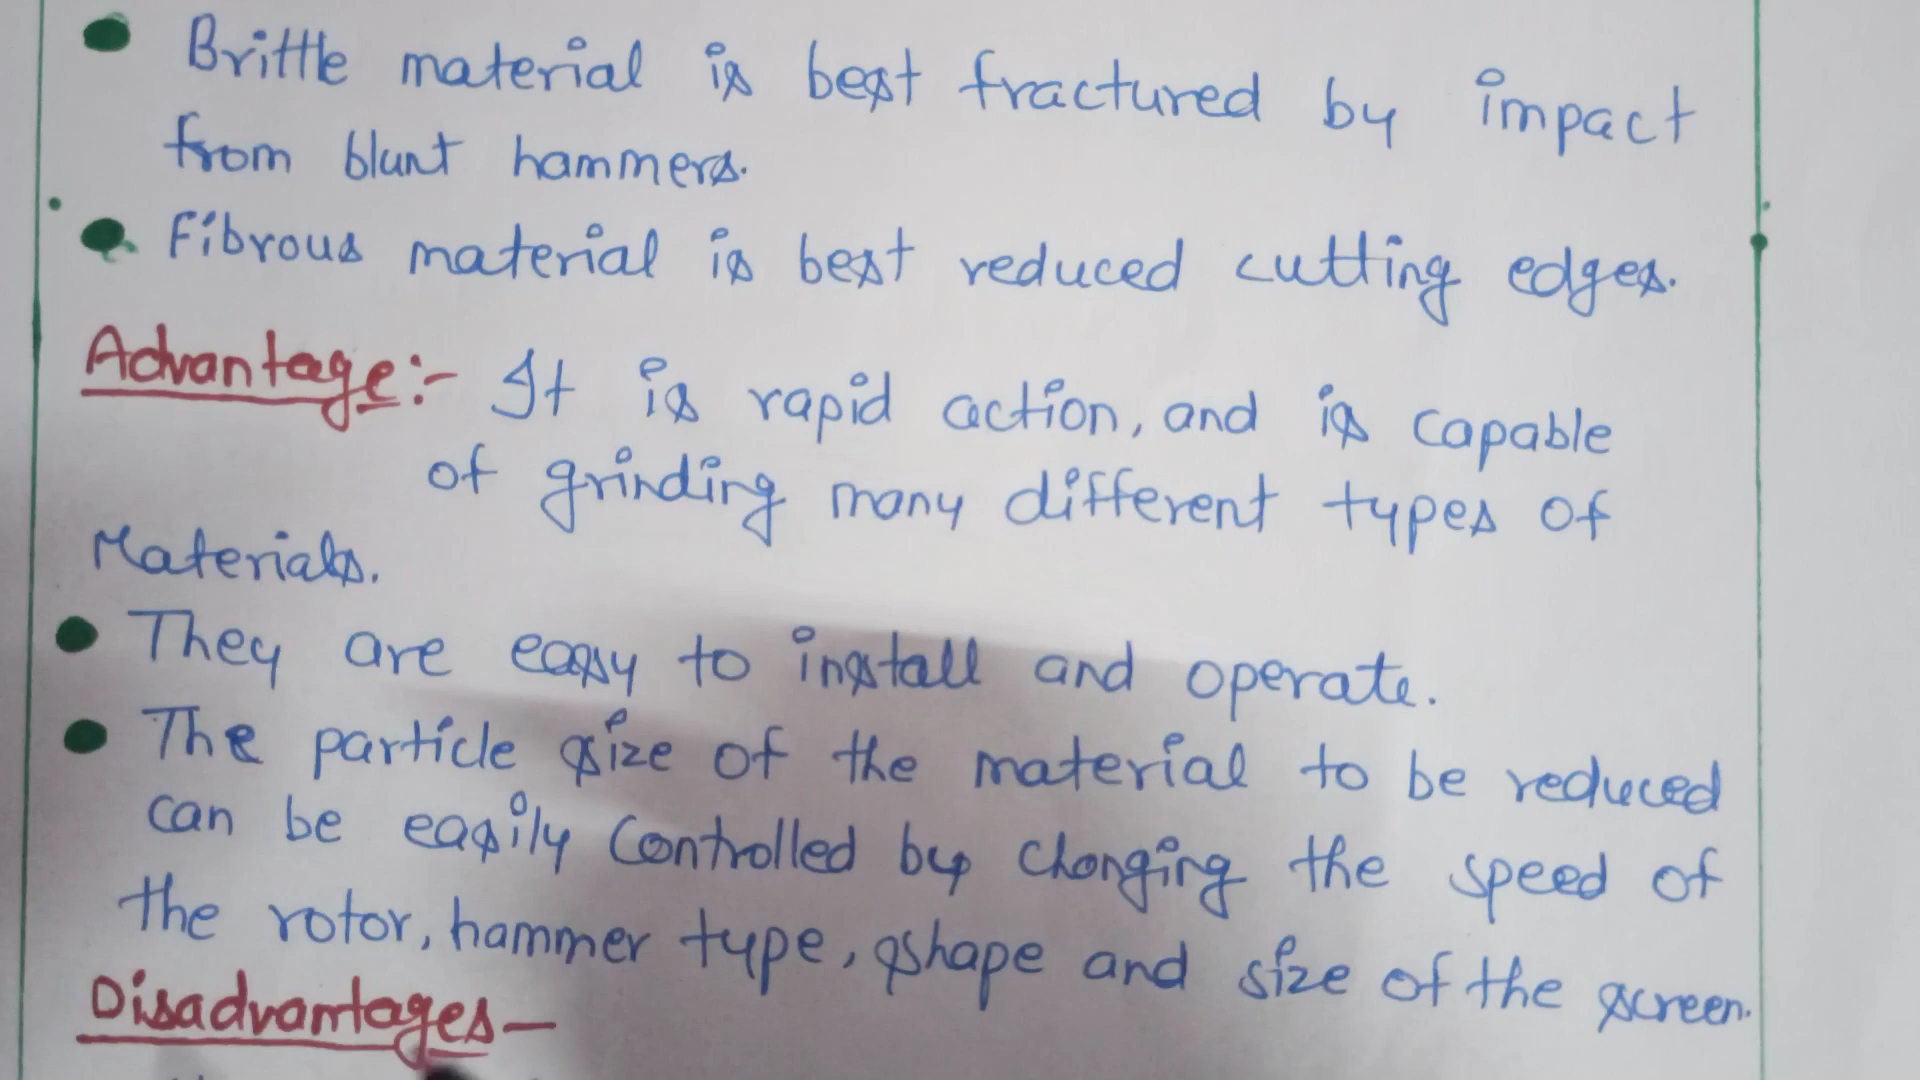 Brittle material is best fractured by impact
from blunt hammers.
Fibrous material is best reduced cutting edges.
Advantage:- It is rapid action, and is capable
of grinding many different types of
Materials.
They are easy to install and operate.
The particle size of the material to be reduced
can be easily Controlled by changing the speed of
the rotor, hammer type, shape and size of the screen.
Disadvantages-